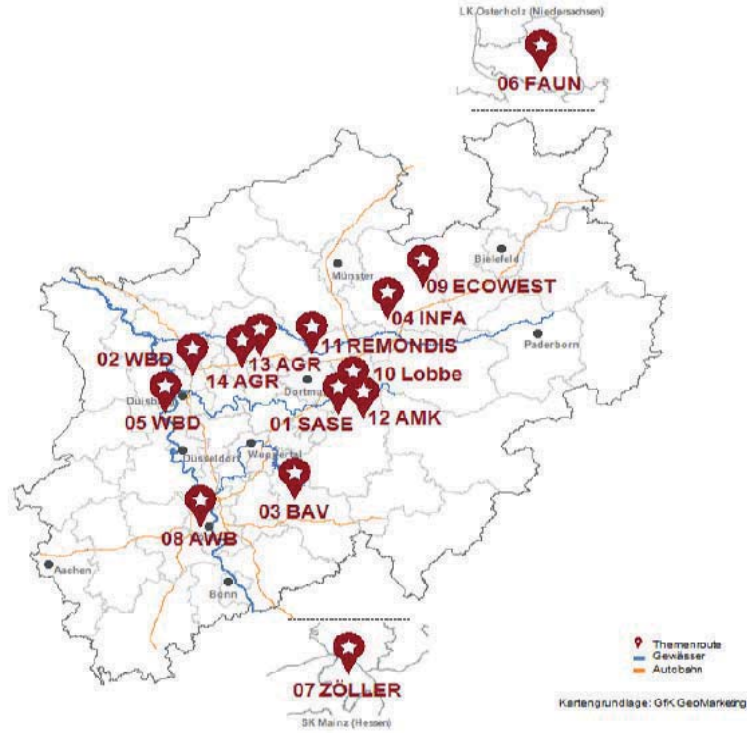 LK Osterholz (Niedersachsen)
06 FAUN
Bielefeld
Münster
09 ECOWEST
04 INFA
Paderborn
11 REMONDIS
02 WBD
13 AGR
14 AGR
10 Lobbe
Dortmu
Duisbu
05 WBD
01 SASE
12 AMK
Düsseldorf
Wuppertal
03 BAV
08 AWB
Aachen
Bonn
07 ZÖLLER
SK Mainz (Hessen)
Themenroute
Gewässer
Autobahn
Kartengrundlage: GfK GeoMarketing